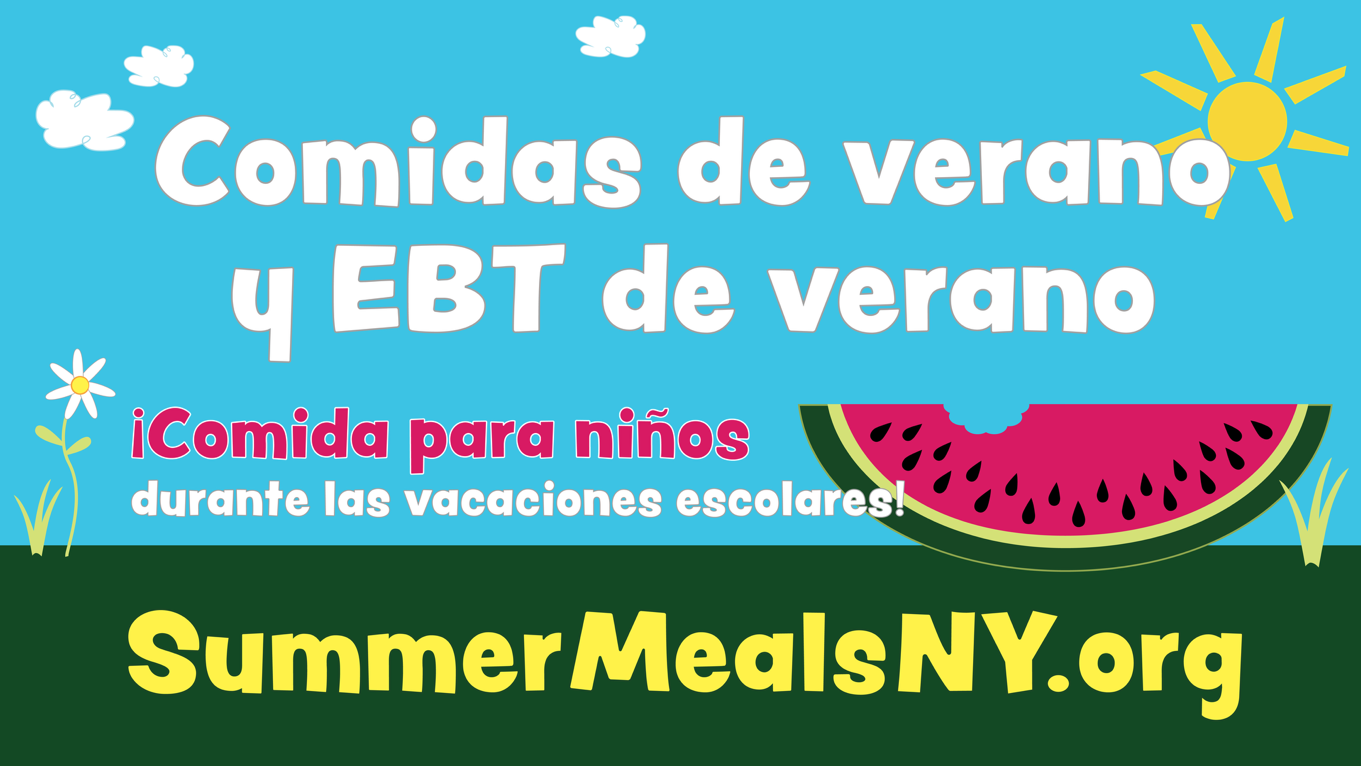 Comidas de verano
y EBT de verano
¡Comida para niños
durante las vacaciones escolares!
SummerMealsNY.org